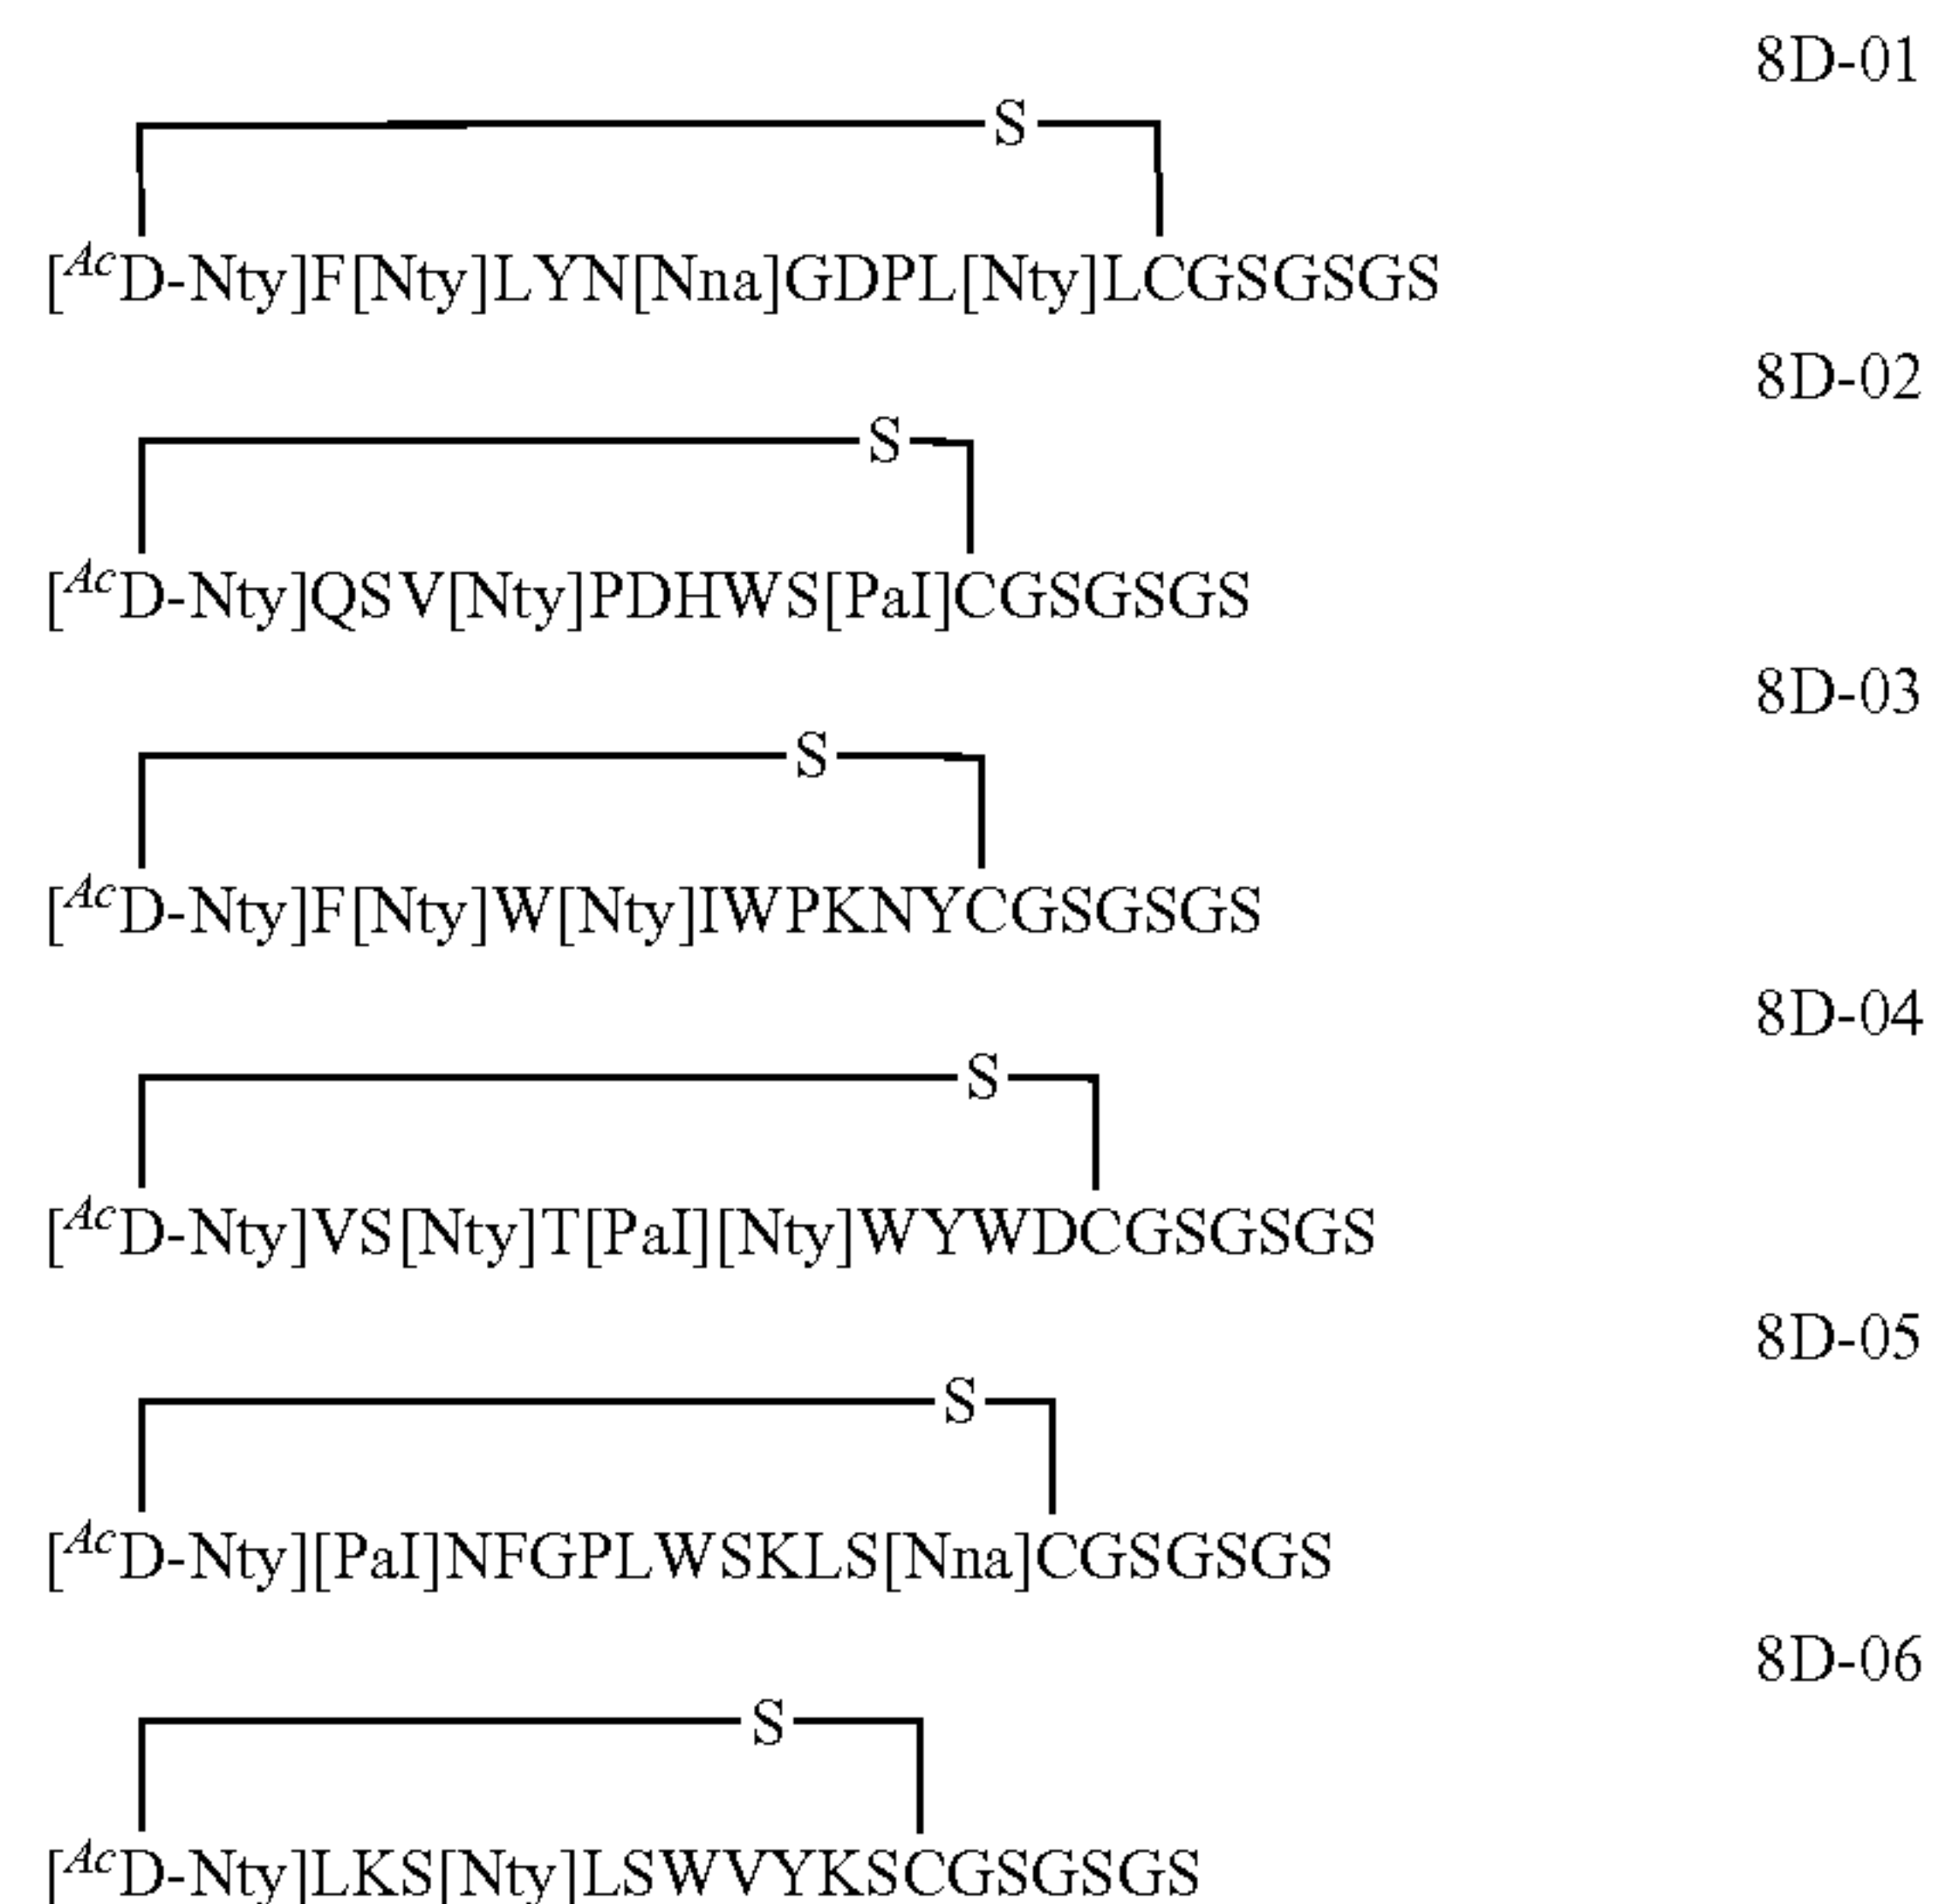 8D-01
S
[AcD-Nty]F[Nty]LYN[Nna]GDPL[Nty]LCGSGSGS
8D-02
S
[AcD-Nty]QSV[Nty]PDHWS[PaI]CGSGSGS
8D-03
S
[AcD-Nty]F[Nty]W[Nty]IWPKNYCGSGSGS
8D-04
S
[AcD-Nty]VS[Nty]T[PaI][Nty]WYWDCGSGSGS
8D-05
S
[AcD-Nty][PaI]NFGPLWSKLS[Nna]CGSGSGS
8D-06
S
[AcD-Nty]LKS[Nty]LSWVYKSCGSGSGS